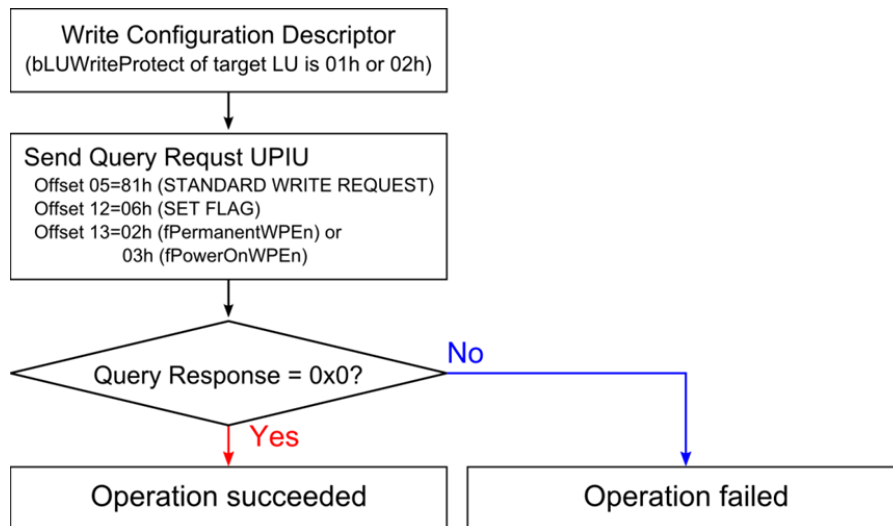 Write Configuration Descriptor
(bLUWriteProtect of target LU is 01h or 02h)
Send Query Requst UPIU
Offset 05=81h (STANDARD WRITE REQUEST)
Offset 12=06h (SET FLAG)
Offset 13=02h (fPermanentWPEn) or
03h (fPowerOnWPEn)
Query Response = 0x0?
No
Yes
Operation succeeded
Operation failed